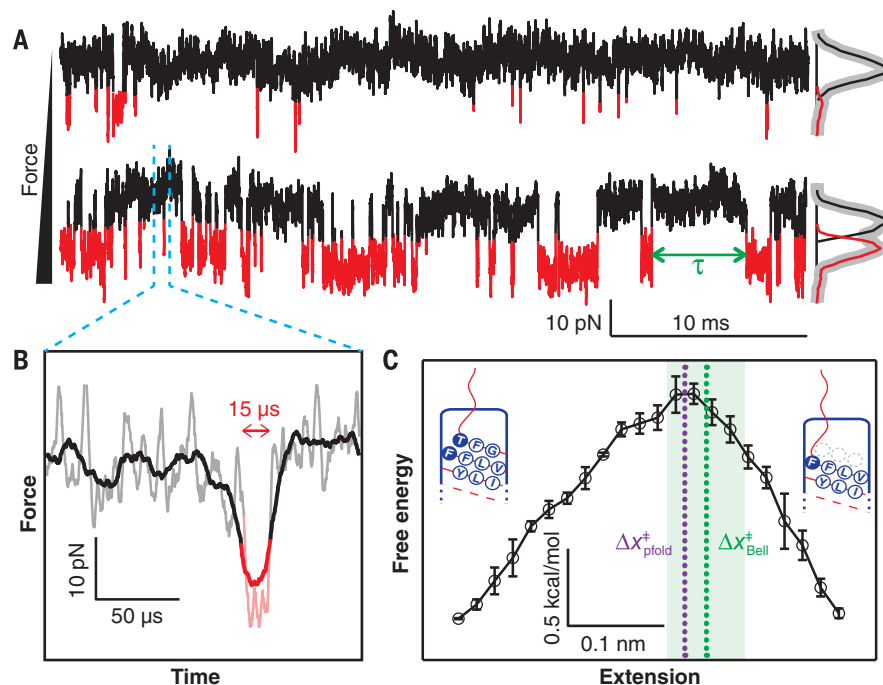 A
Force
τ
10 pN
10 ms
B
15 µs
Force
10 pN
50 µs
Time
C
Free energy
T F G
F F L V
Y L I
Δx‡pfold
Δx‡Bell
F F L V
Y L I
0.5 kcal/mol
0.1 nm
Extension